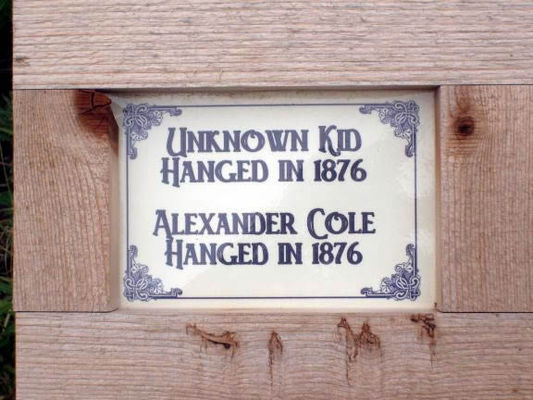 Unknown Kid
Hanged in 1876
Alexander Cole
Hanged in 1876